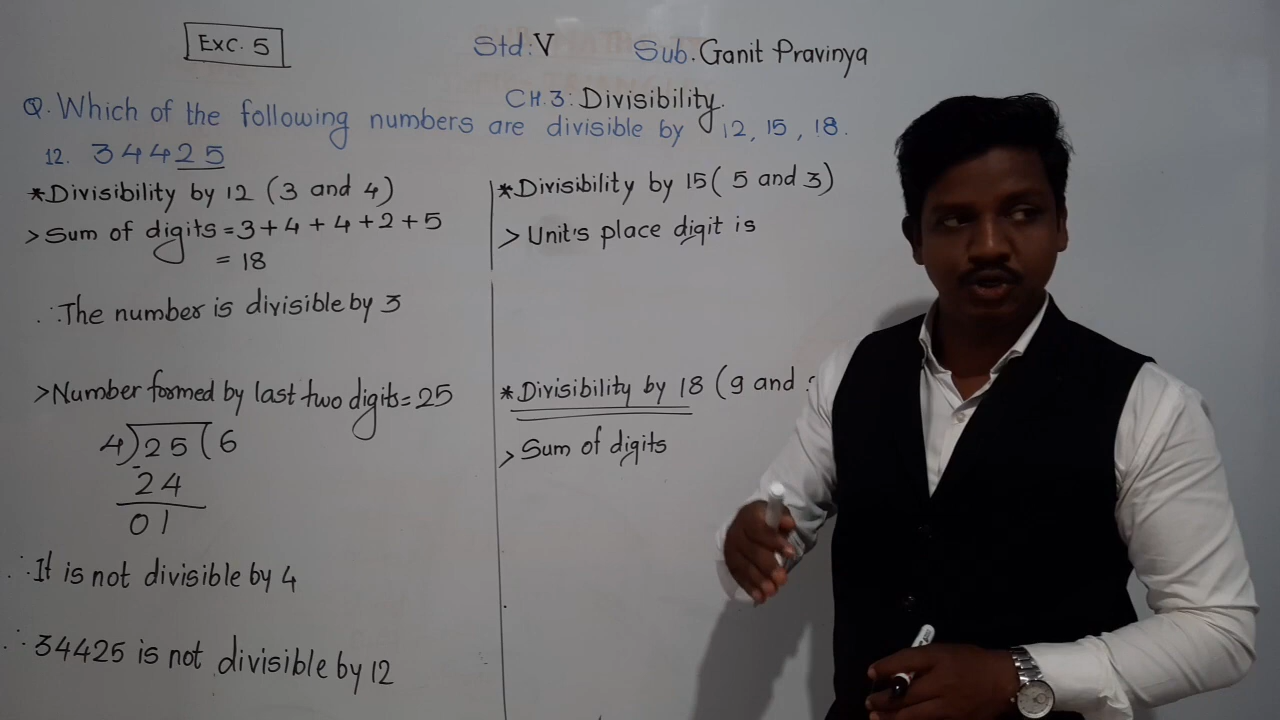 Exc. 5
Std: V
Sub. Ganit Pravinya
CH.3: Divisibility.
Q. Which of the following numbers are divisible by 12, 15, 18.
12. 34425
*Divisibility by 12 (3 and 4)
> Sum of digits = 3+4+4+2+5
= 18
∴ The number is divisible by 3
> Number formed by last two digits = 25
4)25(6
- 24
01
∴ It is not divisible by 4
∴ 34425 is not divisible by 12
*Divisibility by 15 (5 and 3)
> Unit's place digit is
*Divisibility by 18 (9 and
> Sum of digits